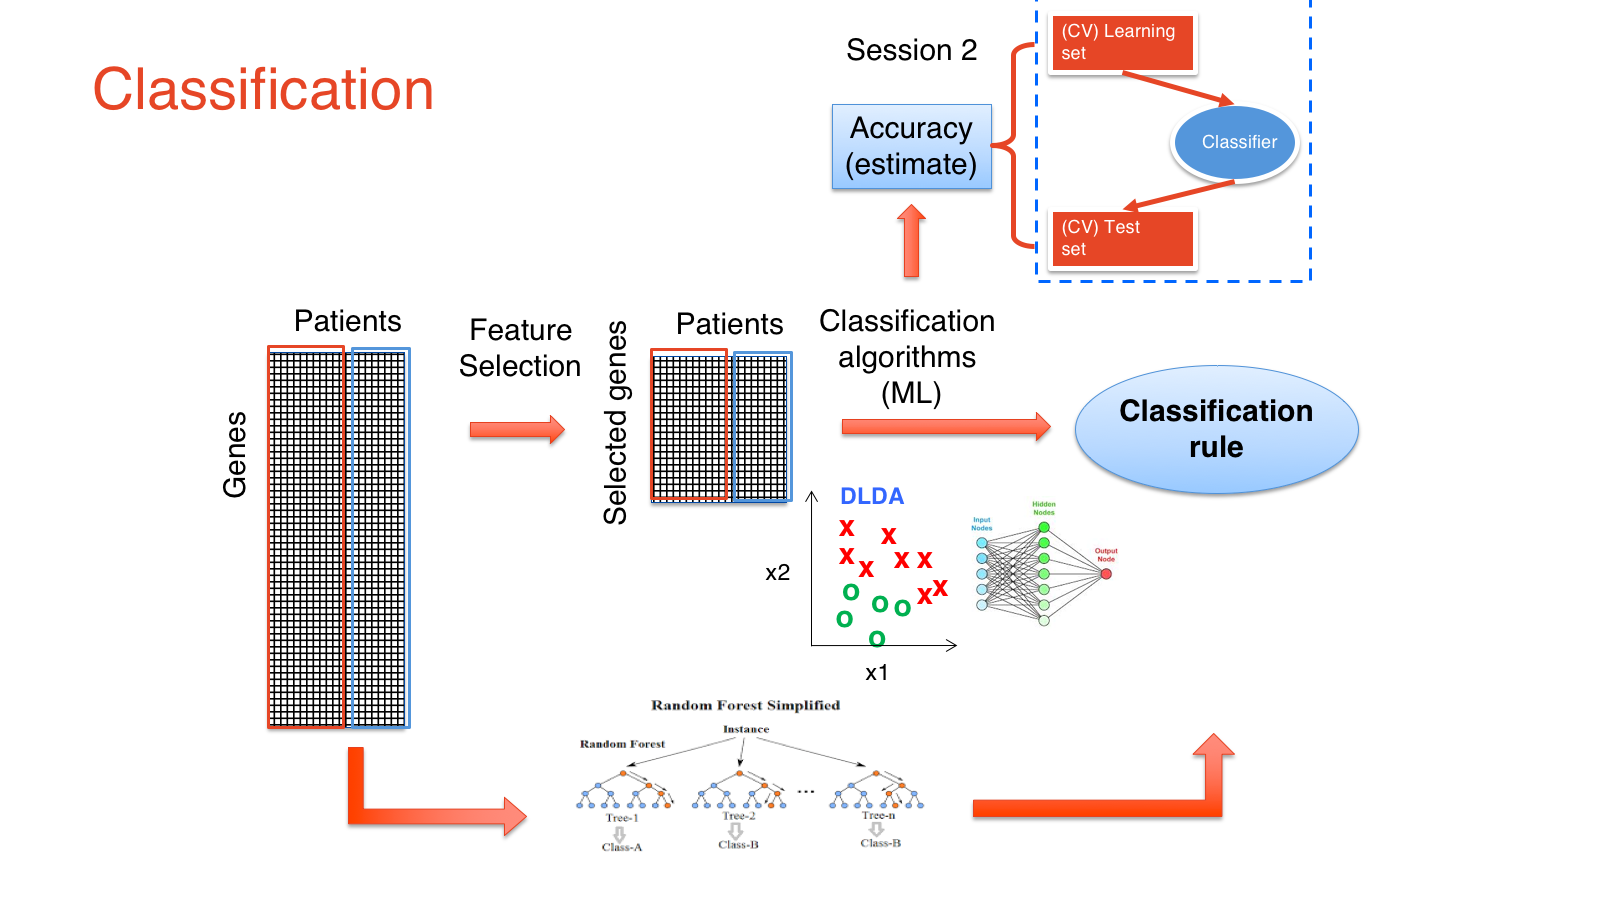 Classification
Session 2
(CV) Learning
set
Accuracy
(estimate)
Classifier
(CV) Test
set
Patients
Genes
Feature
Selection
Selected genes
Patients
Classification
algorithms
(ML)
Classification
rule
DLDA
x x
x x x x
x x
o o o
o o
x2
x1
Input
Nodes
Hidden
Nodes
Output
Node
Random Forest Simplified
Instance
Random Forest
...
Tree-1
Tree-2
Tree-n
Class-A
Class-B
Class-B